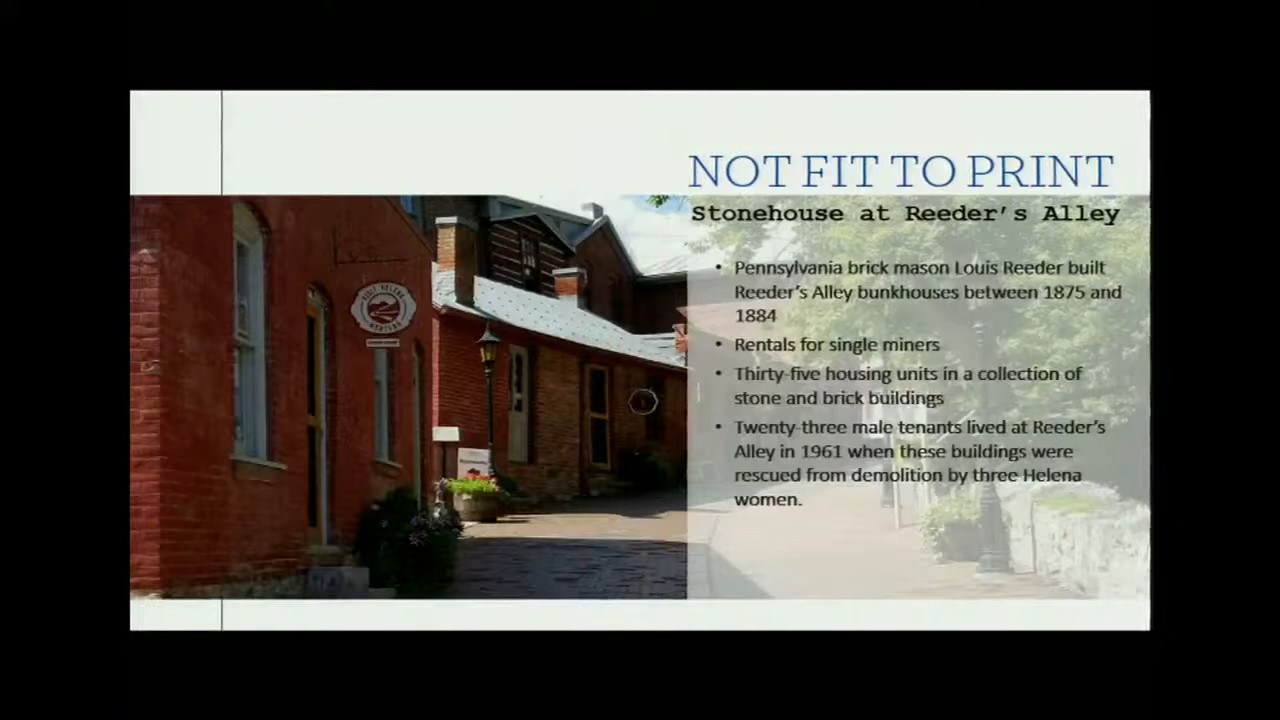 NOT FIT TO PRINT
Stonehouse at Reeder's Alley
• Pennsylvania brick mason Louis Reeder built
Reeder's Alley bunkhouses between 1875 and
1884
• Rentals for single miners
• Thirty-five housing units in a collection of
stone and brick buildings
• Twenty-three male tenants lived at Reeder's
Alley in 1961 when these buildings were
rescued from demolition by three Helena
women.
VISIT HELENA
MONTANA